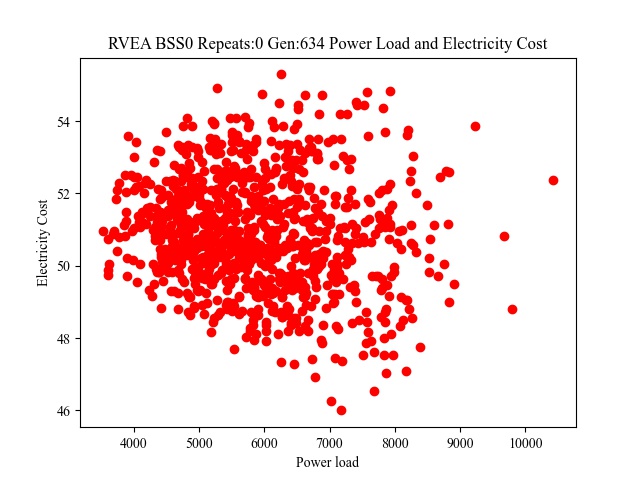 RVEA BSS0 Repeats:0 Gen:634 Power Load and Electricity Cost
Electricity Cost
54
52
50
48
46
4000 5000 6000 7000 8000 9000 10000
Power load